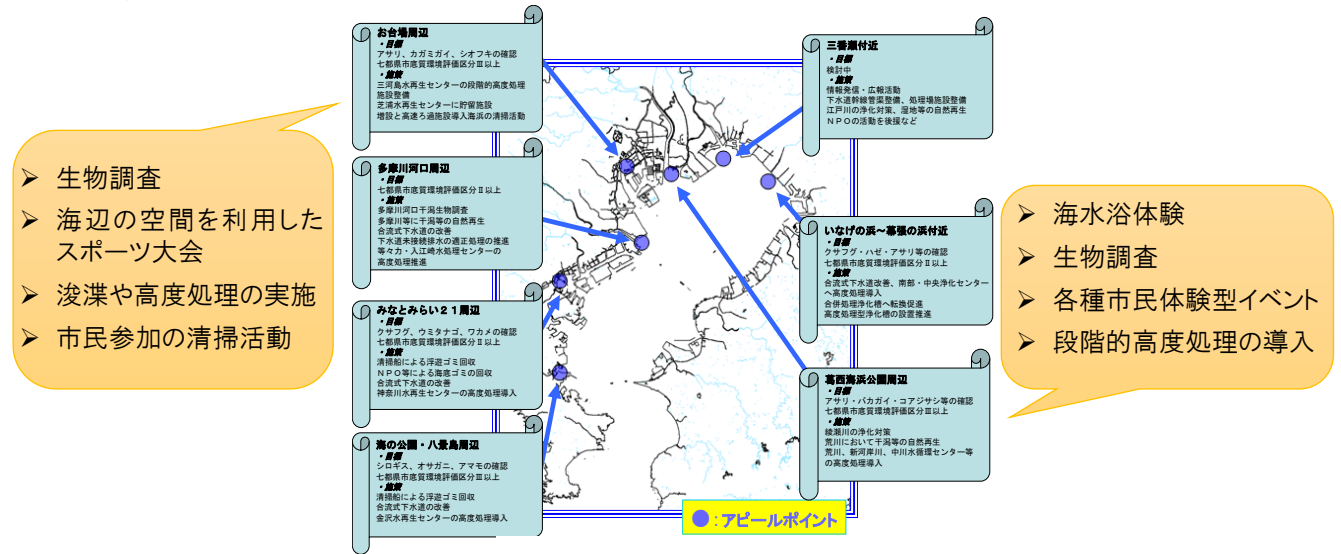 ➢ 生物調査
➢ 海辺の空間を利用した
スポーツ大会
➢ 浚渫や高度処理の実施
➢ 市民参加の清掃活動
お台場周辺
・目標
アサリ、カガミガイ、シオフキの確認
七都県市底質環境評価区分Ⅲ以上
・施策
三河島水再生センターの段階的高度処理
施設整備
芝浦水再生センターに貯留施設
増設と高速ろ過施設導入海浜の清掃活動
多摩川河口周辺
・目標
七都県市底質環境評価区分Ⅱ以上
・施策
多摩川河口干潟生物調査
多摩川等に干潟等の自然再生
合流式下水道の改善
下水道未接続排水の適正処理の推進
等々力・入江崎水処理センターの
高度処理推進
みなとみらい21周辺
・目標
クサフグ、ウミタナゴ、ワカメの確認
七都県市底質環境評価区分Ⅱ以上
・施策
清掃船による浮遊ゴミ回収
NPO等による海底ゴミの回収
合流式下水道の改善
神奈川水再生センターの高度処理導入
海の公園・八景島周辺
・目標
シロギス、オサガニ、アマモの確認
七都県市底質環境評価区分Ⅲ以上
・施策
清掃船による浮遊ゴミ回収
合流式下水道の改善
金沢水再生センターの高度処理導入
三番瀬付近
・目標
検討中
・施策
情報発信・広報活動
下水道幹線管渠整備、処理場施設整備
江戸川の浄化対策、湿地等の自然再生
NPOの活動を後援など
いなげの浜～幕張の浜付近
・目標
クサフグ・ハゼ・アサリ等の確認
七都県市底質環境評価区分Ⅱ以上
・施策
合流式下水道改善、南部・中央浄化センター
へ高度処理導入
合併処理浄化槽へ転換促進
高度処理型浄化槽の設置推進
葛西海浜公園周辺
・目標
アサリ・バカガイ・コアジサシ等の確認
七都県市底質環境評価区分Ⅲ以上
・施策
綾瀬川の浄化対策
荒川において干潟等の自然再生
荒川、新河岸川、中川水循環センター等
の高度処理導入
：アピールポイント
➢ 海水浴体験
➢ 生物調査
➢ 各種市民体験型イベント
➢ 段階的高度処理の導入